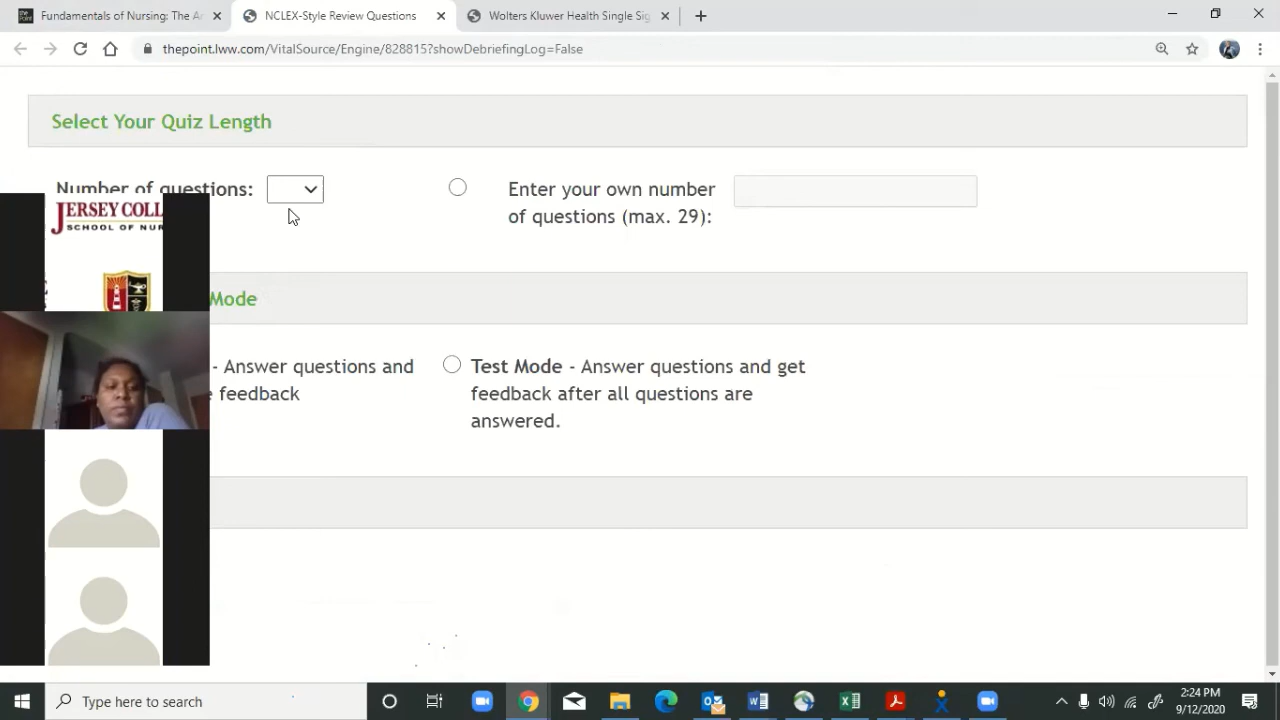 Fundamentals of Nursing: The Ac
NCLEX-Style Review Questions
Wolters Kluwer Health Single Sig
thepoint.lww.com/VitalSource/Engine/828815?showDebriefingLog=False
Select Your Quiz Length
Number of questions:
Enter your own number
of questions (max. 29):
JERSEY COLL
SCHOOL OF NUR
Mode
- Answer questions and
feedback
Test Mode - Answer questions and get
feedback after all questions are
answered.
Type here to search
2:24 PM
9/12/2020